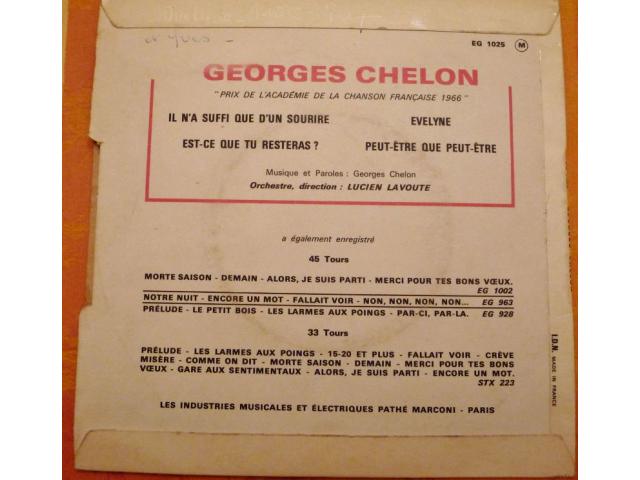 EG 1025 M
GEORGES CHELON
"PRIX DE L'ACADÉMIE DE LA CHANSON FRANÇAISE 1966"
IL N'A SUFFI QUE D'UN SOURIRE EVELYNE
EST-CE QUE TU RESTERAS ? PEUT-ÊTRE QUE PEUT-ÊTRE
Musique et Paroles : Georges Chelon
Orchestre, direction : LUCIEN LAVOUTE
a également enregistré
45 Tours
MORTE SAISON - DEMAIN - ALORS, JE SUIS PARTI - MERCI POUR TES BONS VŒUX.
EG 1002
NOTRE NUIT - ENCORE UN MOT - FALLAIT VOIR - NON, NON, NON, NON... EG 963
PRÉLUDE - LE PETIT BOIS - LES LARMES AUX POINGS - PAR-CI, PAR-LA. EG 928
33 Tours
PRÉLUDE - LES LARMES AUX POINGS - 15-20 ET PLUS - FALLAIT VOIR - CRÈVE
MISÈRE - COMME ON DIT - MORTE SAISON - DEMAIN - MERCI POUR TES BONS
VŒUX - GARE AUX SENTIMENTAUX - ALORS, JE SUIS PARTI - ENCORE UN MOT.
STX 223
LES INDUSTRIES MUSICALES ET ÉLECTRIQUES PATHÉ MARCONI - PARIS
I.D.N. MADE IN FRANCE